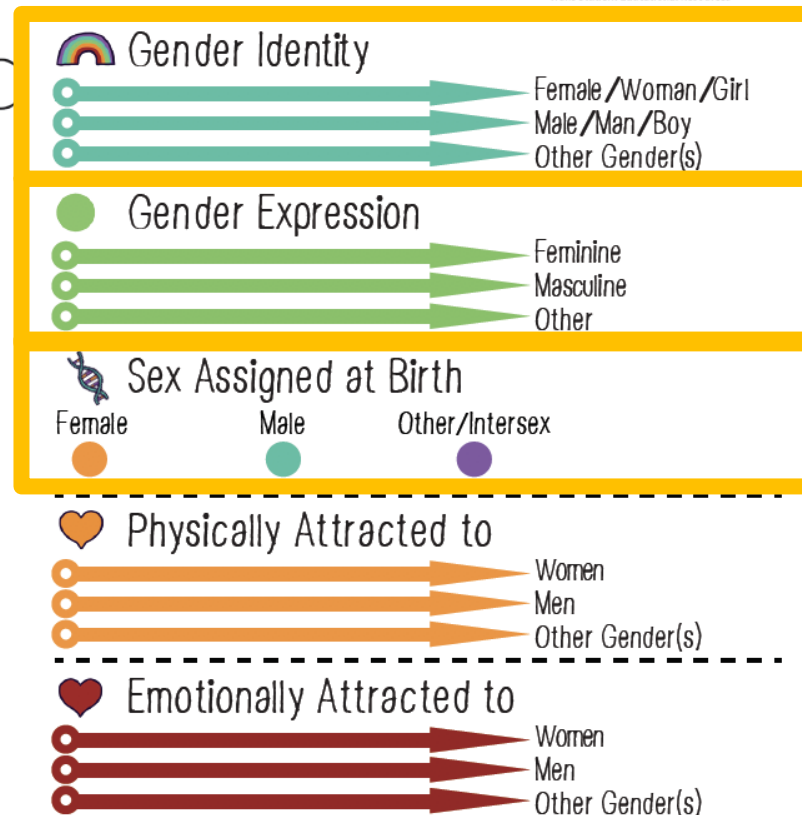 Gender Identity
Female/Woman/Girl
Male/Man/Boy
Other Gender(s)
Gender Expression
Feminine
Masculine
Other
Sex Assigned at Birth
Female Male Other/Intersex
Physically Attracted to
Women
Men
Other Gender(s)
Emotionally Attracted to
Women
Men
Other Gender(s)